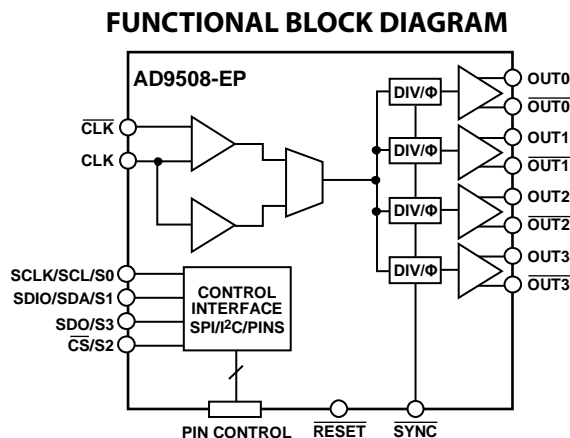 FUNCTIONAL BLOCK DIAGRAM
AD9508-EP
CLK
CLK
DIV/Φ
DIV/Φ
DIV/Φ
DIV/Φ
OUT0
OUT0
OUT1
OUT1
OUT2
OUT2
OUT3
OUT3
SCLK/SCL/S0
SDIO/SDA/S1
SDO/S3
CS/S2
CONTROL
INTERFACE
SPI/I²C/PINS
PIN CONTROL
RESET
SYNC